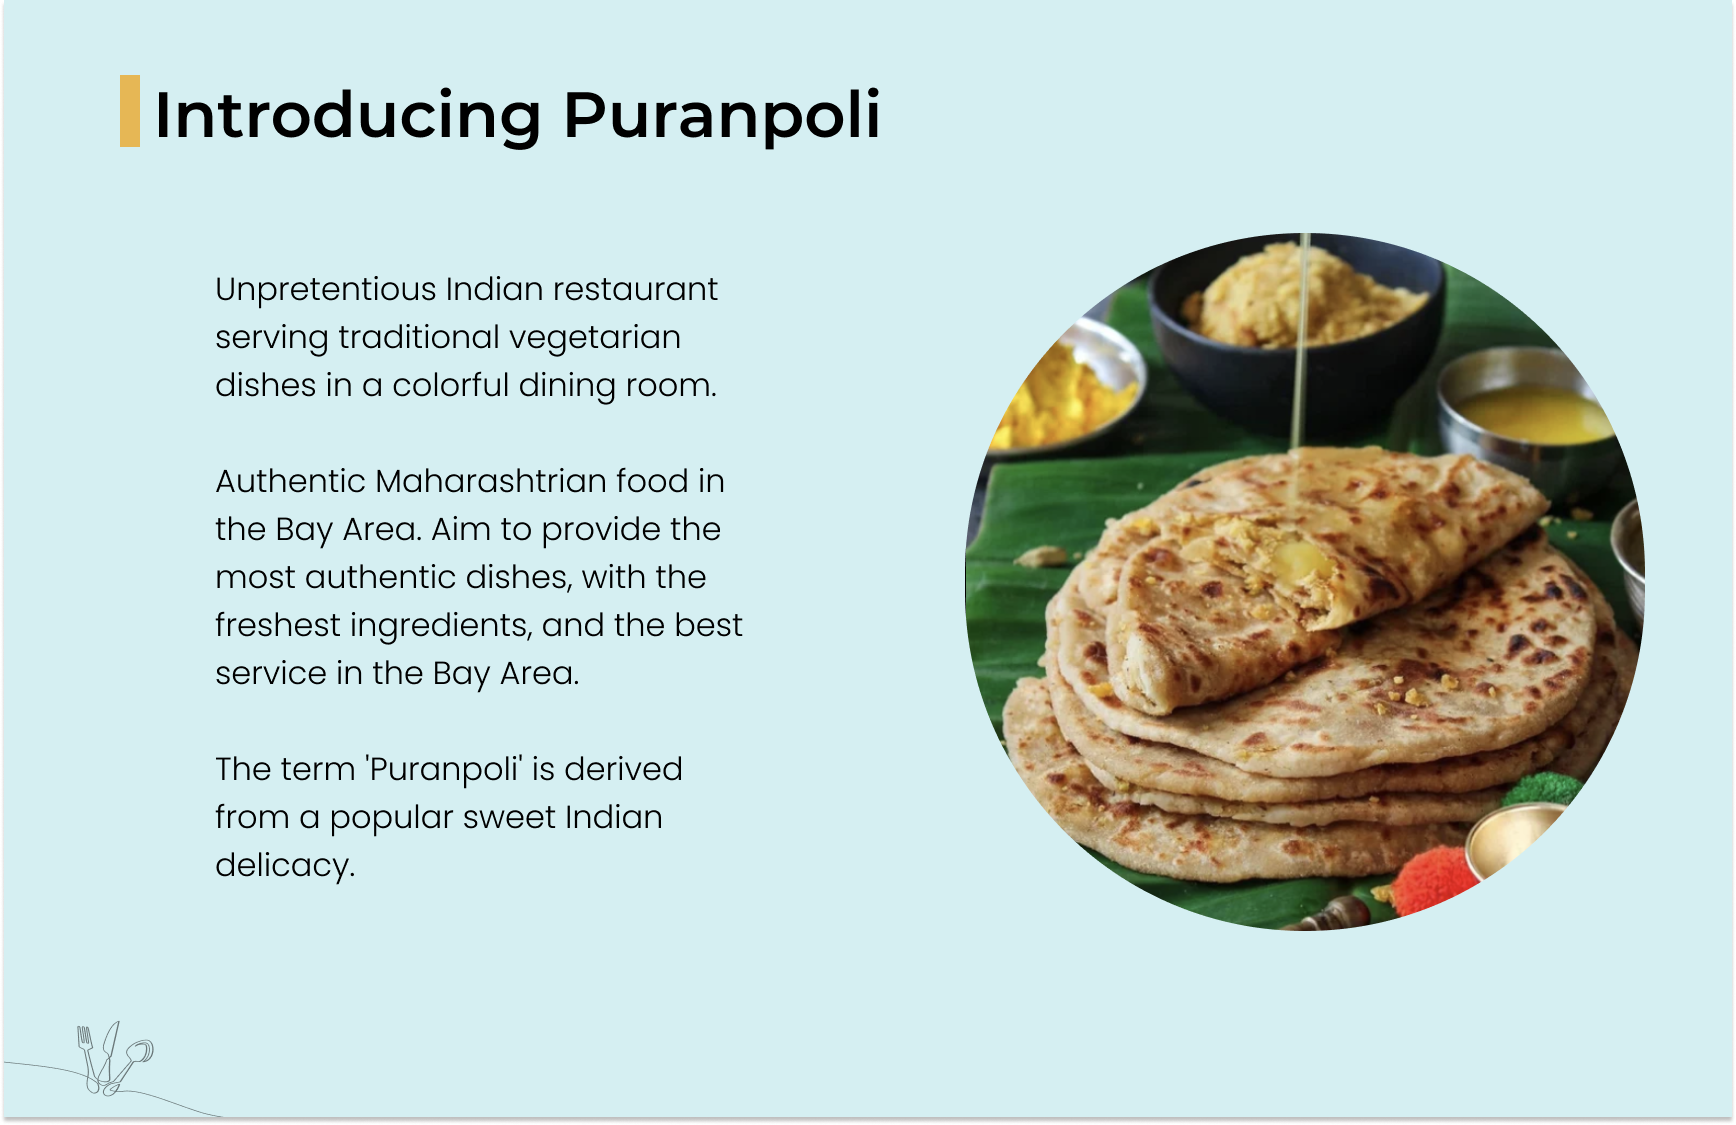 Introducing Puranpoli
Unpretentious Indian restaurant
serving traditional vegetarian
dishes in a colorful dining room.
Authentic Maharashtrian food in
the Bay Area. Aim to provide the
most authentic dishes, with the
freshest ingredients, and the best
service in the Bay Area.
The term 'Puranpoli' is derived
from a popular sweet Indian
delicacy.